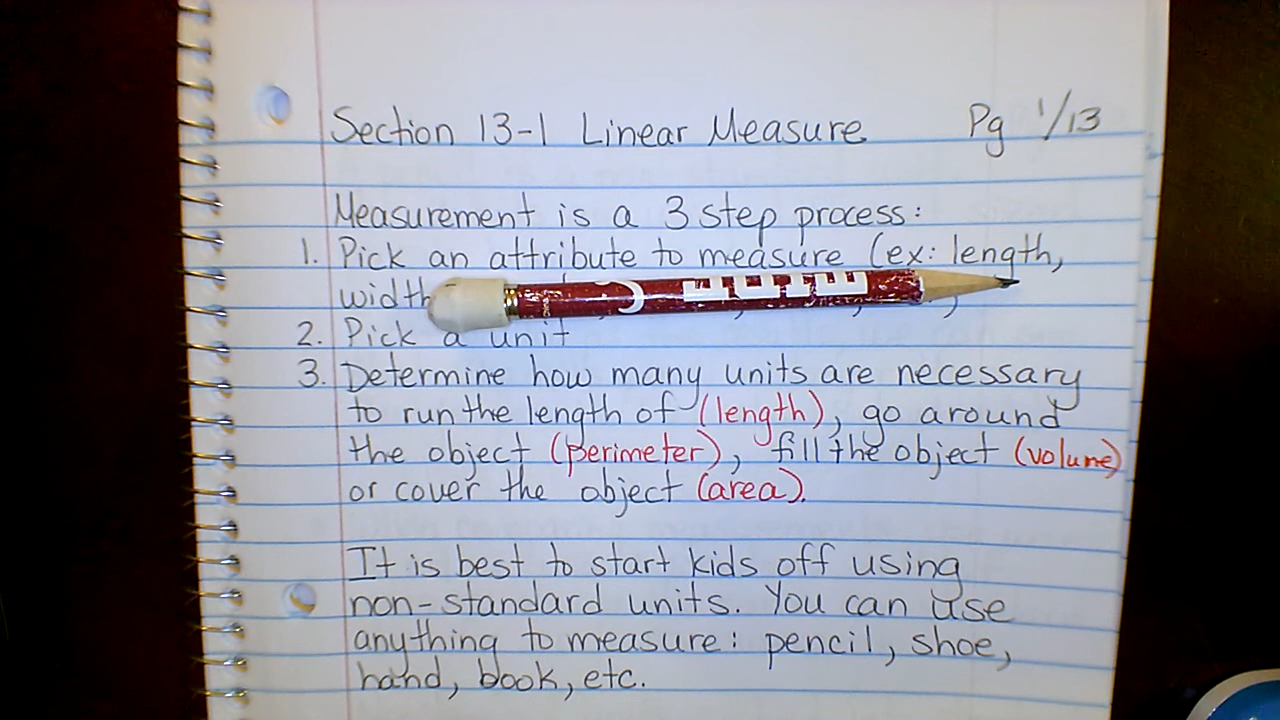 Section 13-1 Linear Measure Pg 1/13
Measurement is a 3 step process:
1. Pick an attribute to measure (ex: length,
width
2. Pick a unit
3. Determine how many units are necessary
to run the length of (length), go around
the object (perimeter), fill the object (volume)
or cover the object (area).
It is best to start kids off using
non-standard units. You can use
anything to measure: pencil, shoe,
hand, book, etc.